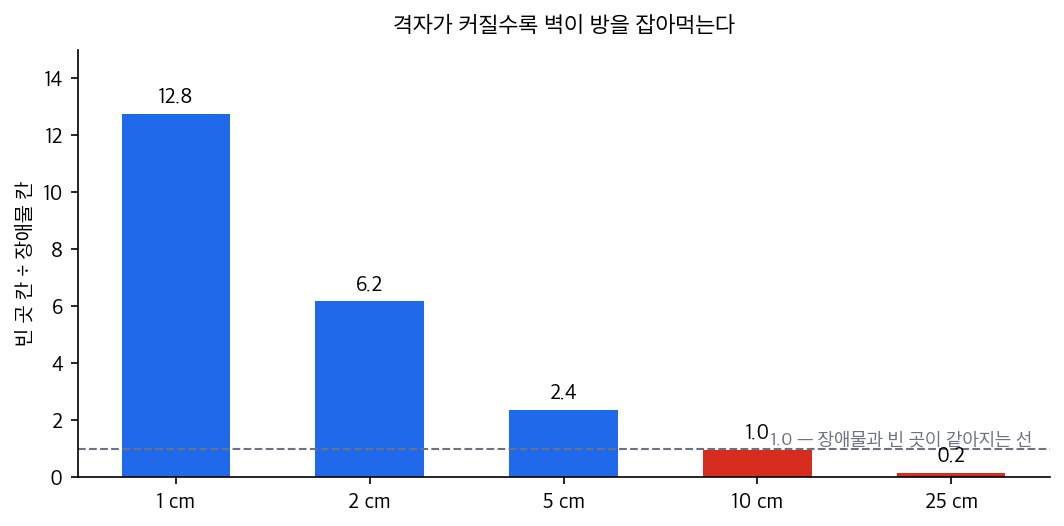 격자가 커질수록 벽이 방을 잡아먹는다
빈 곳 칸 ÷ 장애물 칸
14
12
10
8
6
4
2
0
12.8
6.2
2.4
1.0
1.0 — 장애물과 빈 곳이 같아지는 선
0.2
1 cm
2 cm
5 cm
10 cm
25 cm